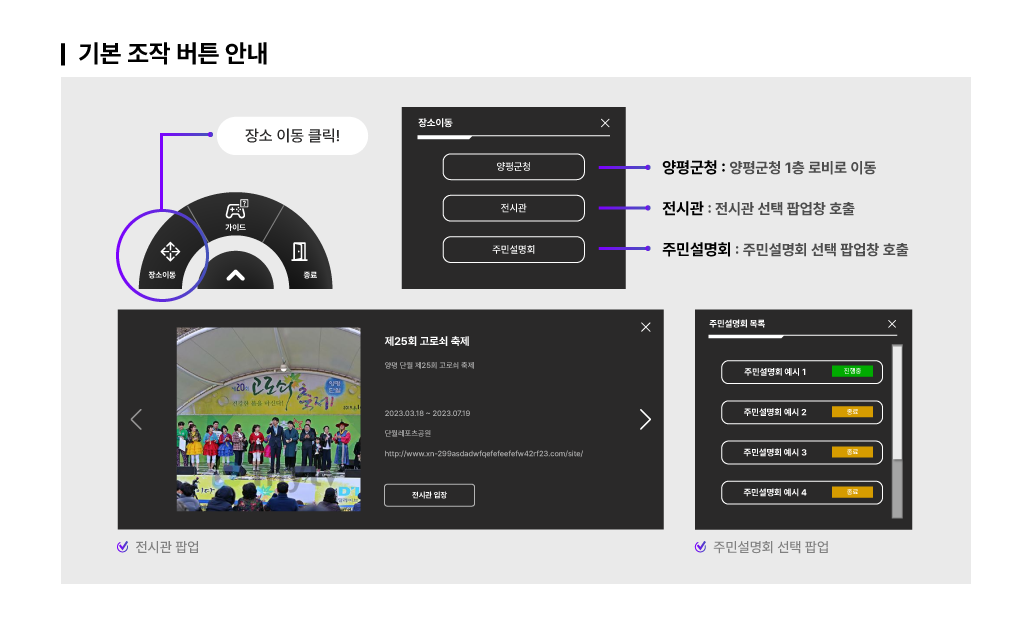 기본 조작 버튼 안내
장소 이동 클릭!
가이드
장소이동
종료
장소이동
양평군청
전시관
주민설명회
양평군청 : 양평군청 1층 로비로 이동
전시관 : 전시관 선택 팝업창 호출
주민설명회 : 주민설명회 선택 팝업창 호출
고로쇠
축제
양평
단월
제25회 고로쇠 축제
양평 단월 제25회 고로쇠 축제
2023.03.18 ~ 2023.07.19
단월레포츠공원
http://www.xn-299asdadwfqefefeefefw42rf23.com/site/
전시관 입장
전시관 팝업
주민설명회 목록
주민설명회 예시 1 진행중
주민설명회 예시 2 종료
주민설명회 예시 3 종료
주민설명회 예시 4 종료
주민설명회 선택 팝업